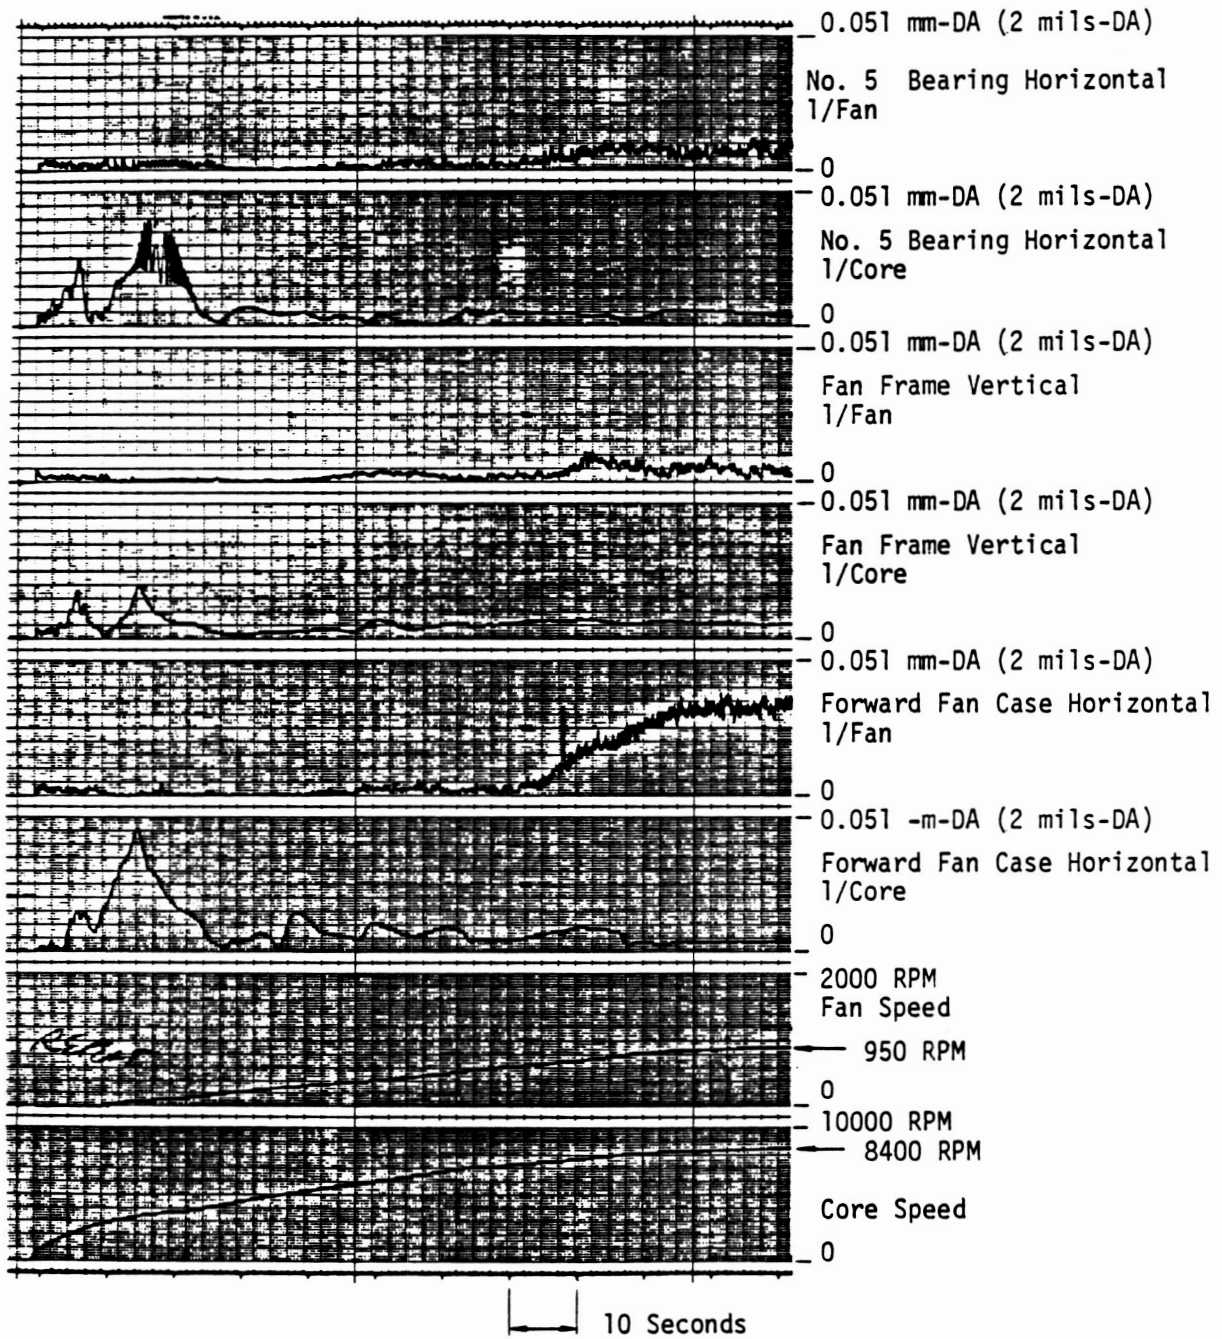 0.051 mm-DA (2 mils-DA)
No. 5 Bearing Horizontal
1/Fan
0
0.051 mm-DA (2 mils-DA)
No. 5 Bearing Horizontal
1/Core
0
0.051 mm-DA (2 mils-DA)
Fan Frame Vertical
1/Fan
0
0.051 mm-DA (2 mils-DA)
Fan Frame Vertical
1/Core
0
0.051 mm-DA (2 mils-DA)
Forward Fan Case Horizontal
1/Fan
0
0.051 -m-DA (2 mils-DA)
Forward Fan Case Horizontal
1/Core
0
2000 RPM
Fan Speed
950 RPM
0
10000 RPM
8400 RPM
Core Speed
0
10 Seconds